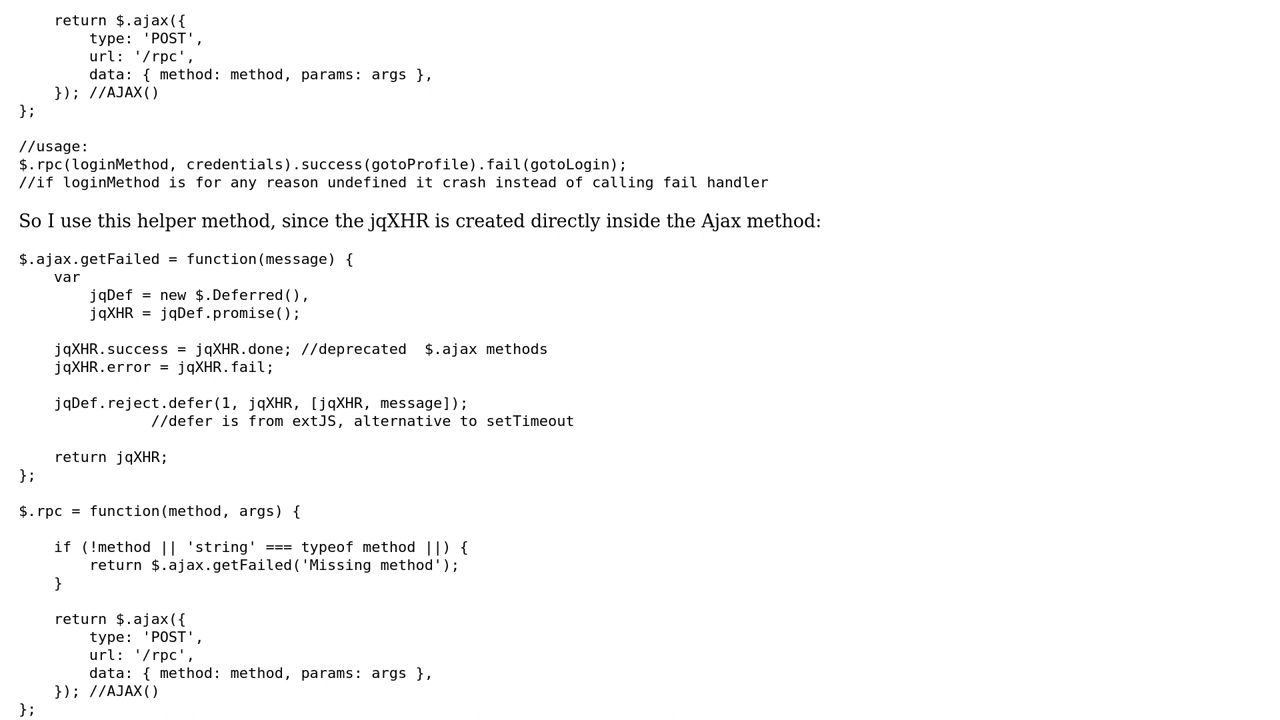 return $.ajax({
        type: 'POST',
        url: '/rpc',
        data: { method: method, params: args },
    }); //AJAX()
};

//usage:
$.rpc(loginMethod, credentials).success(gotoProfile).fail(gotoLogin);
//if loginMethod is for any reason undefined it crash instead of calling fail handler

So I use this helper method, since the jqXHR is created directly inside the Ajax method:

$.ajax.getFailed = function(message) {
    var
        jqDef = new $.Deferred(),
        jqXHR = jqDef.promise();

    jqXHR.success = jqXHR.done; //deprecated  $.ajax methods
    jqXHR.error = jqXHR.fail;

    jqDef.reject.defer(1, jqXHR, [jqXHR, message]);
               //defer is from extJS, alternative to setTimeout

    return jqXHR;
};

$.rpc = function(method, args) {

    if (!method || 'string' === typeof method ||) {
        return $.ajax.getFailed('Missing method');
    }

    return $.ajax({
        type: 'POST',
        url: '/rpc',
        data: { method: method, params: args },
    }); //AJAX()
};